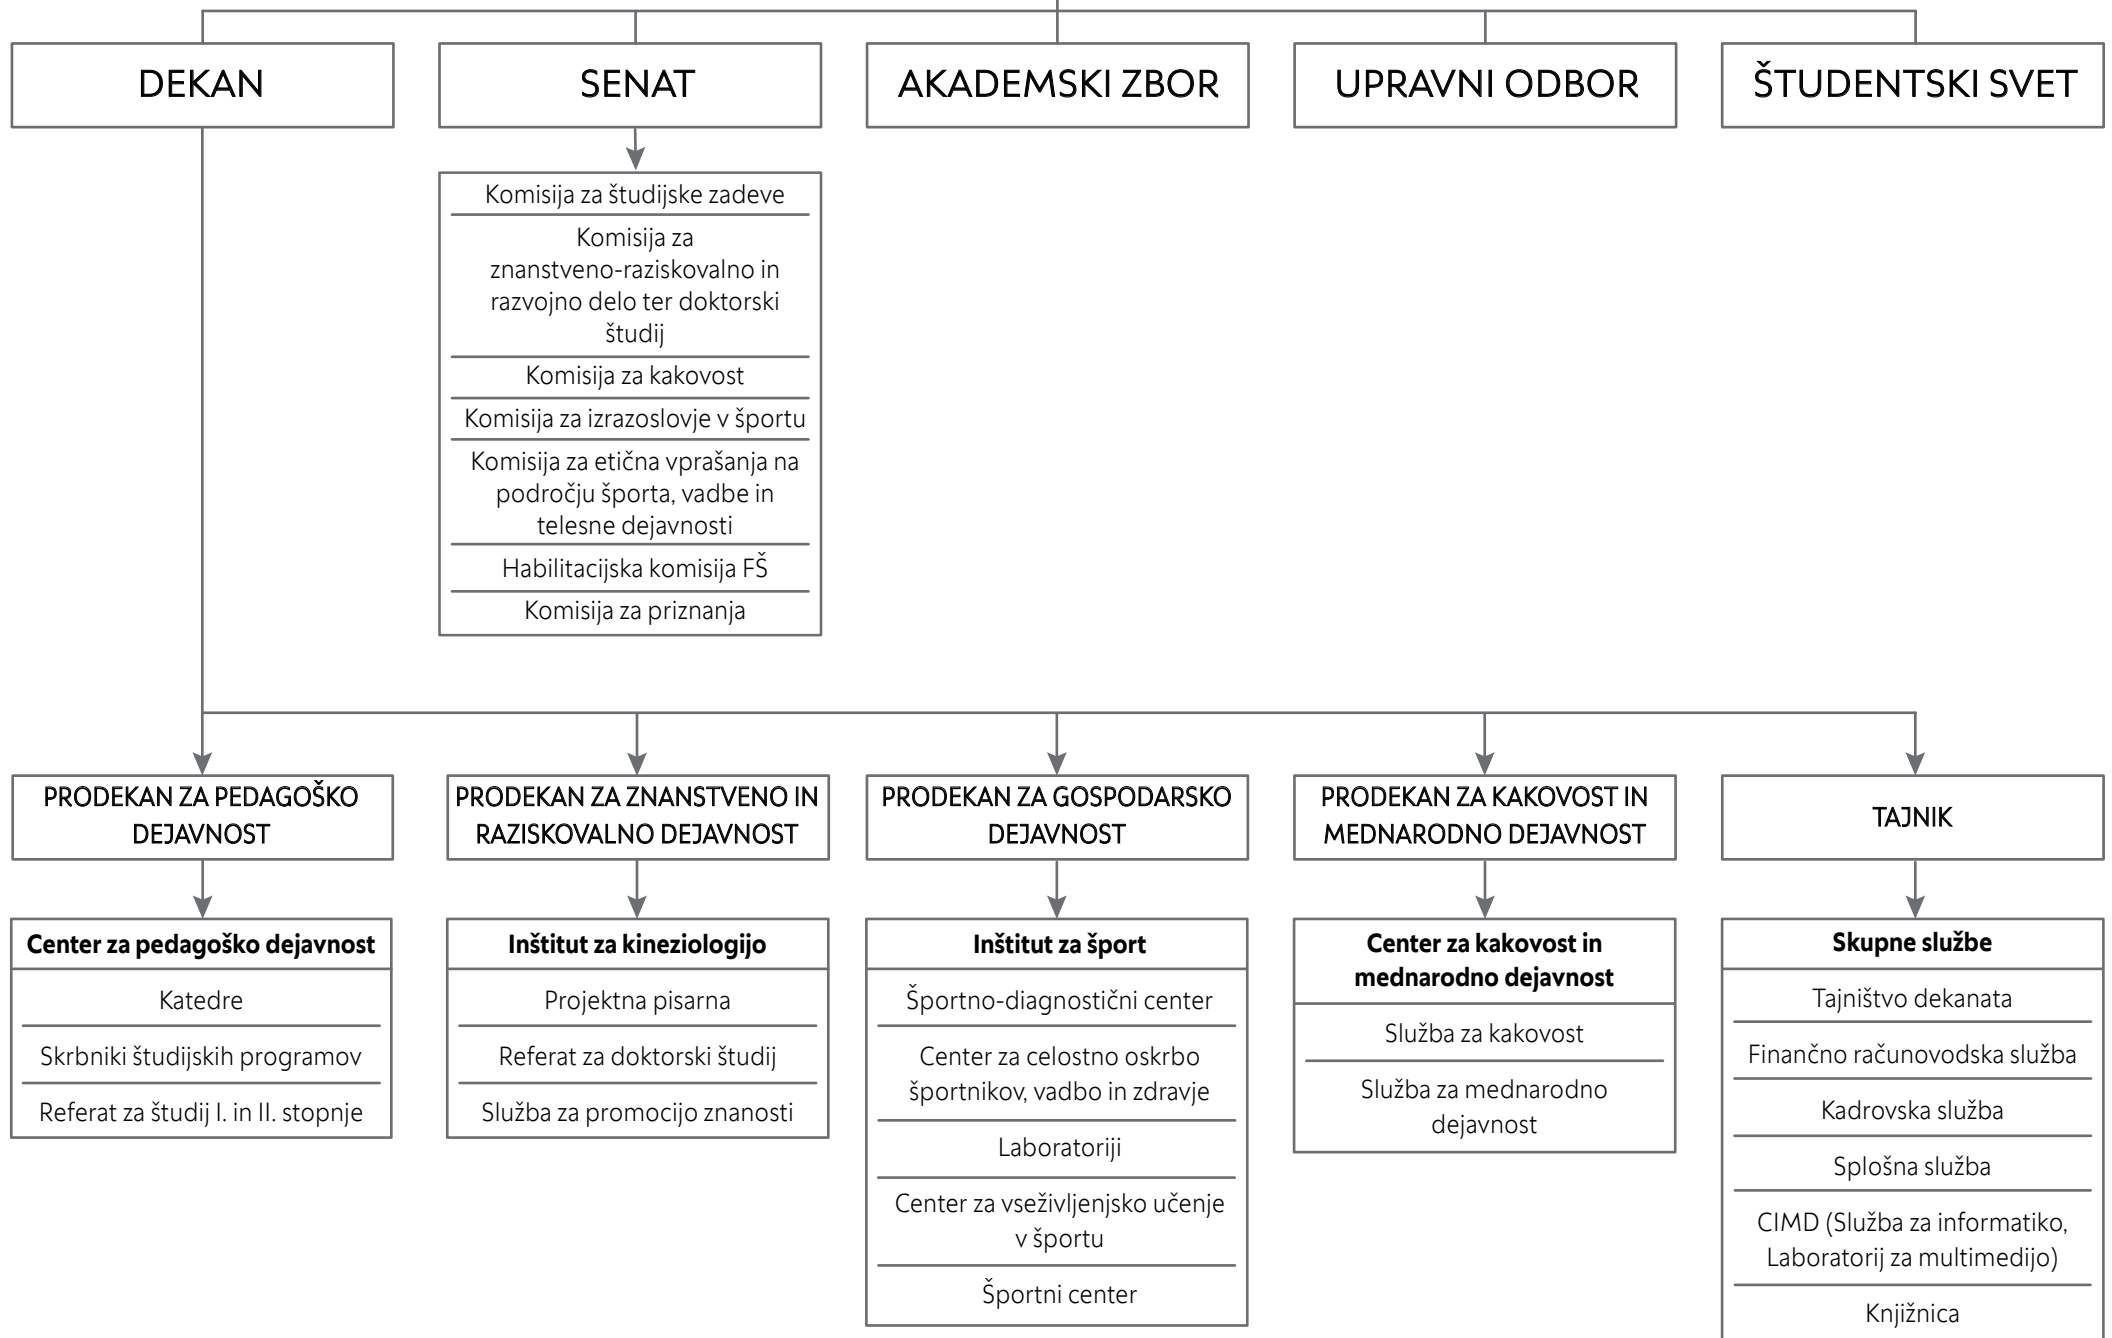 DEKAN
SENAT
AKADEMSKI ZBOR
UPRAVNI ODBOR
ŠTUDENTSKI SVET
Komisija za študijske zadeve
Komisija za
znanstveno-raziskovalno in
razvojno delo ter doktorski
študij
Komisija za kakovost
Komisija za izrazoslovje v športu
Komisija za etična vprašanja na
področju športa, vadbe in
telesne dejavnosti
Habilitacijska komisija FŠ
Komisija za priznanja
PRODEKAN ZA PEDAGOŠKO
DEJAVNOST
PRODEKAN ZA ZNANSTVENO IN
RAZISKOVALNO DEJAVNOST
PRODEKAN ZA GOSPODARSKO
DEJAVNOST
PRODEKAN ZA KAKOVOST IN
MEDNARODNO DEJAVNOST
TAJNIK
Center za pedagoško dejavnost
Katedre
Skrbniki študijskih programov
Referat za študij I. in II. stopnje
Inštitut za kineziologijo
Projektna pisarna
Referat za doktorski študij
Služba za promocijo znanosti
Inštitut za šport
Športno-diagnostični center
Center za celostno oskrbo
športnikov, vadbo in zdravje
Laboratoriji
Center za vseživljenjsko učenje
v športu
Športni center
Center za kakovost in
mednarodno dejavnost
Služba za kakovost
Služba za mednarodno
dejavnost
Skupne službe
Tajništvo dekanata
Finančno računovodska služba
Kadrovska služba
Splošna služba
CIMD (Služba za informatiko,
Laboratorij za multimedijo)
Knjižnica